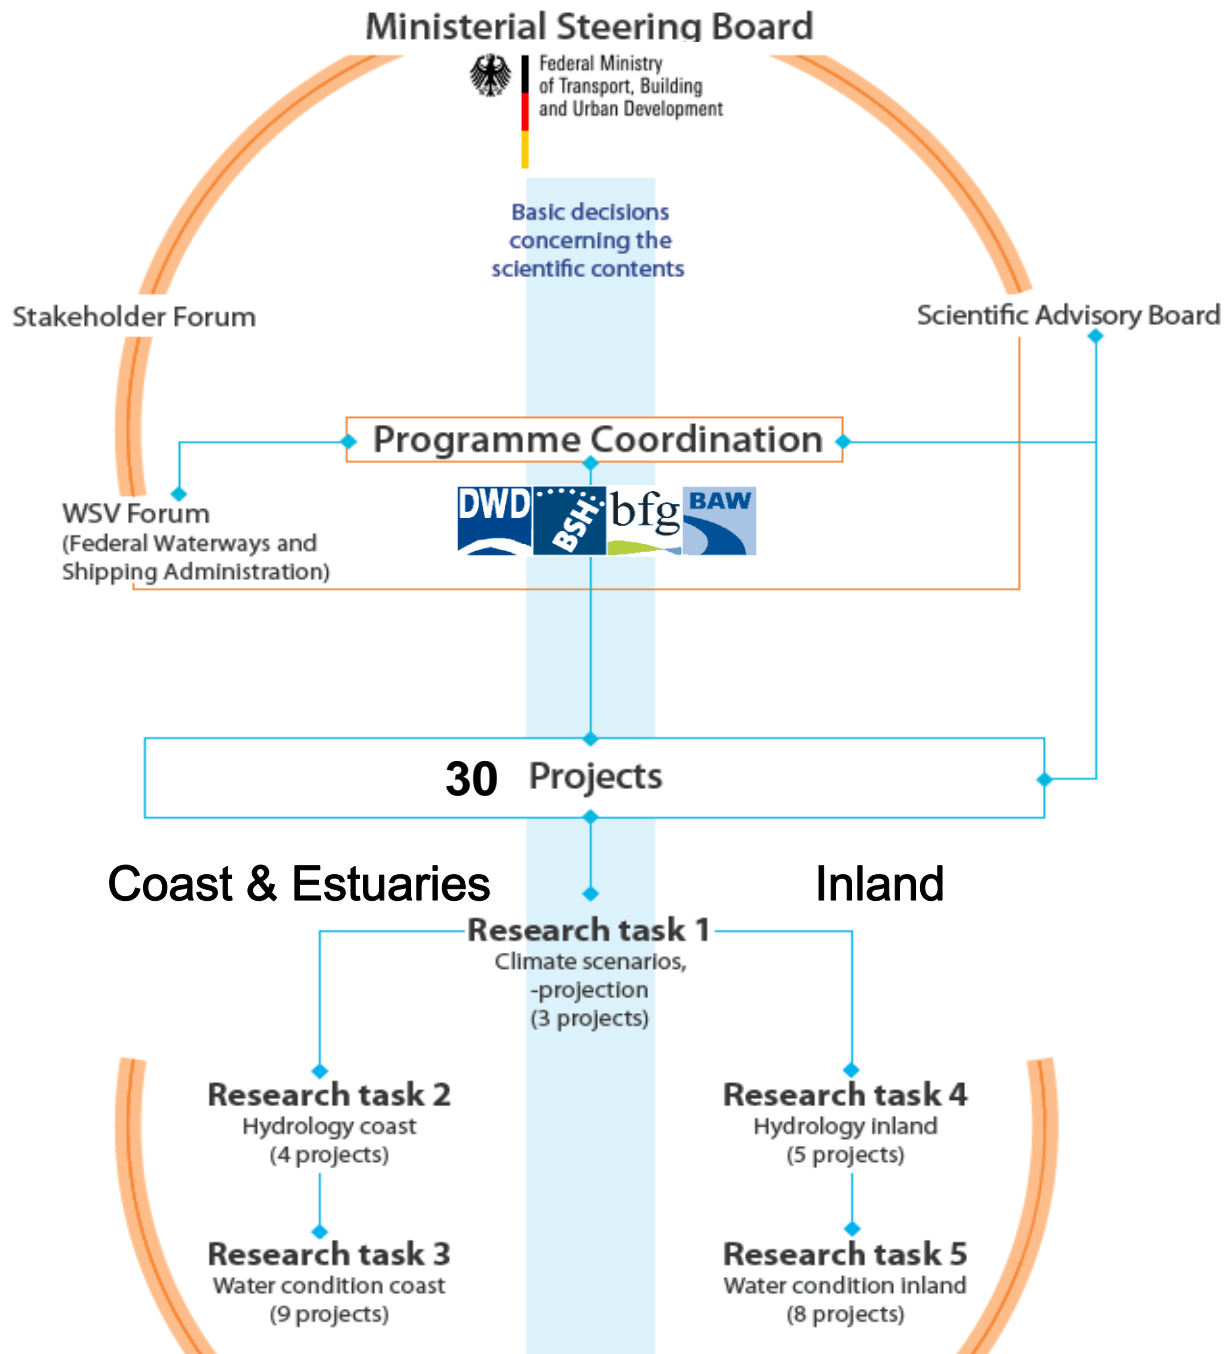 Ministerial Steering Board
Federal Ministry
of Transport, Building
and Urban Development
Basic decisions
concerning the
scientific contents
Stakeholder Forum
Scientific Advisory Board
Programme Coordination
DWD
BSH
bfg
BAW
WSV Forum
(Federal Waterways and
Shipping Administration)
30 Projects
Coast & Estuaries
Inland
Research task 1
Climate scenarios,
-projection
(3 projects)
Research task 2
Hydrology coast
(4 projects)
Research task 4
Hydrology inland
(5 projects)
Research task 3
Water condition coast
(9 projects)
Research task 5
Water condition inland
(8 projects)